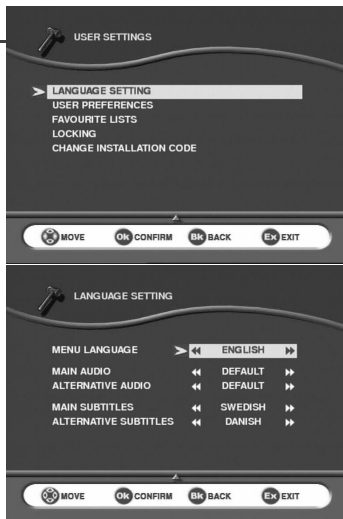 USER SETTINGS
LANGUAGE SETTING
USER PREFERENCES
FAVOURITE LISTS
LOCKING
CHANGE INSTALLATION CODE
MOVE Ok CONFIRM Bk BACK Ex EXIT
LANGUAGE SETTING
MENU LANGUAGE ENGLISH
MAIN AUDIO DEFAULT
ALTERNATIVE AUDIO DEFAULT
MAIN SUBTITLES SWEDISH
ALTERNATIVE SUBTITLES DANISH
MOVE Ok CONFIRM Bk BACK Ex EXIT